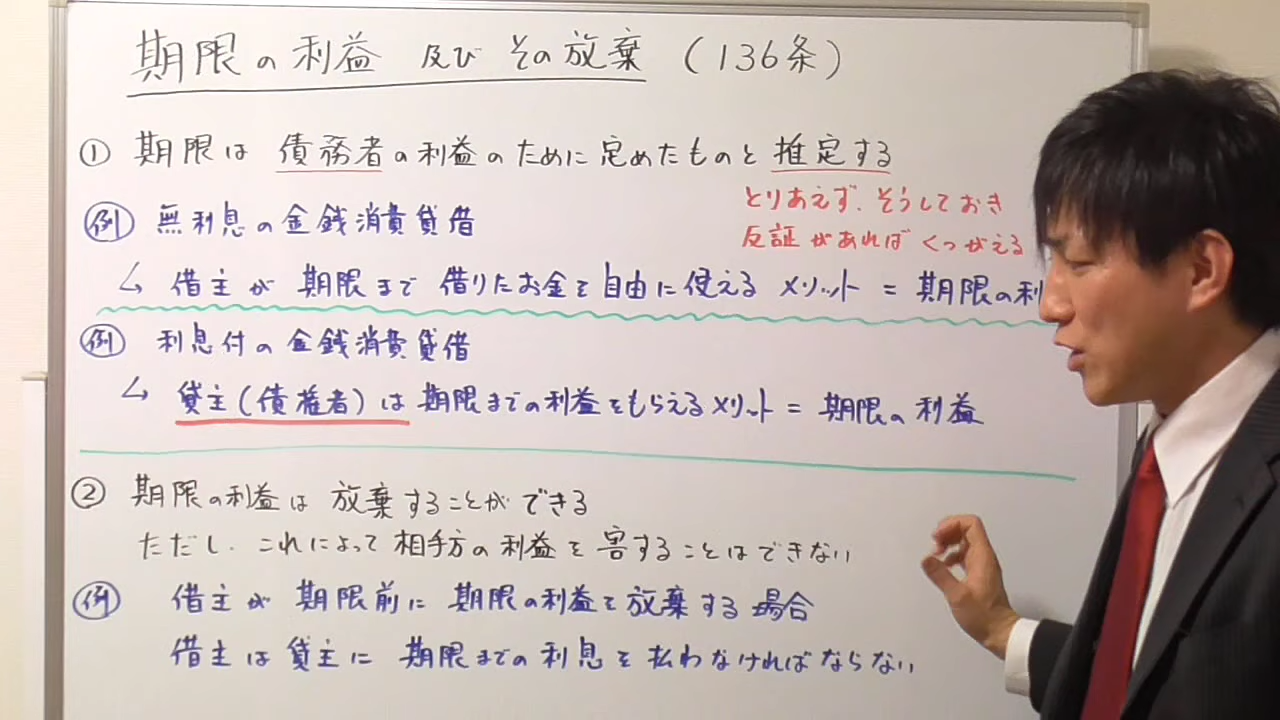 期限の利益 及び その放棄 (136条)
① 期限は 債務者の利益のために定めたものと推定する
とりあえず、そうしておき
反証があればくつがえる
例 無利息の金銭消費貸借
↳ 借主が期限まで借りたお金を自由に使えるメリット = 期限の利
例 利息付の金銭消費貸借
↳ 貸主(債権者)は期限までの利益をもらえるメリット = 期限の利益
② 期限の利益は放棄することができる
ただし、これによって相手方の利益を害することはできない
例 借主が期限前に期限の利益を放棄する場合
借主は貸主に期限までの利息を払わなければならない